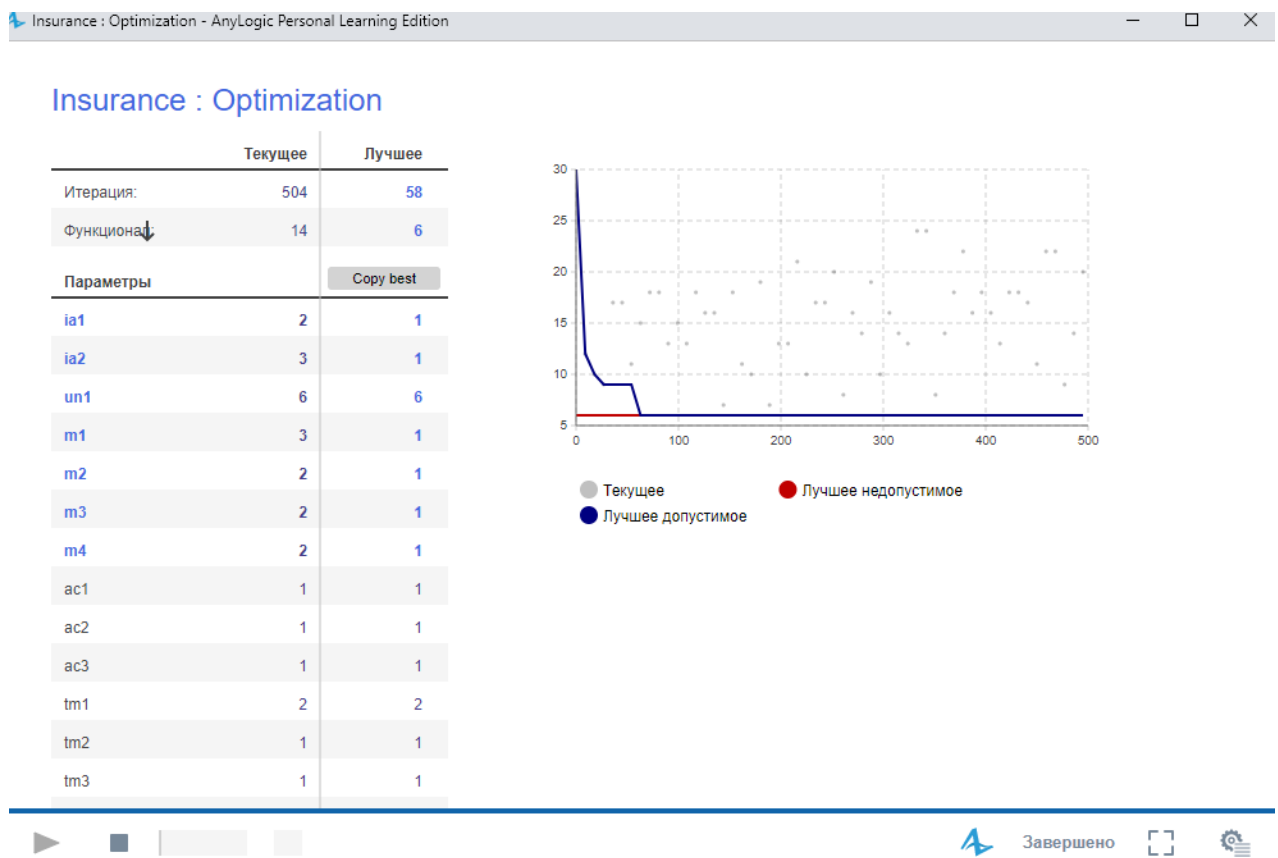 Insurance : Optimization - AnyLogic Personal Learning Edition
Insurance : Optimization
Текущее Лучшее
Итерация: 504 58
Функционал: 14 6
Параметры Copy best
ia1 2 1
ia2 3 1
un1 6 6
m1 3 1
m2 2 1
m3 2 1
m4 2 1
ac1 1 1
ac2 1 1
ac3 1 1
tm1 2 2
tm2 1 1
tm3 1 1
30
25
20
15
10
5
0 100 200 300 400 500
Текущее Лучшее недопустимое
Лучшее допустимое
Завершено